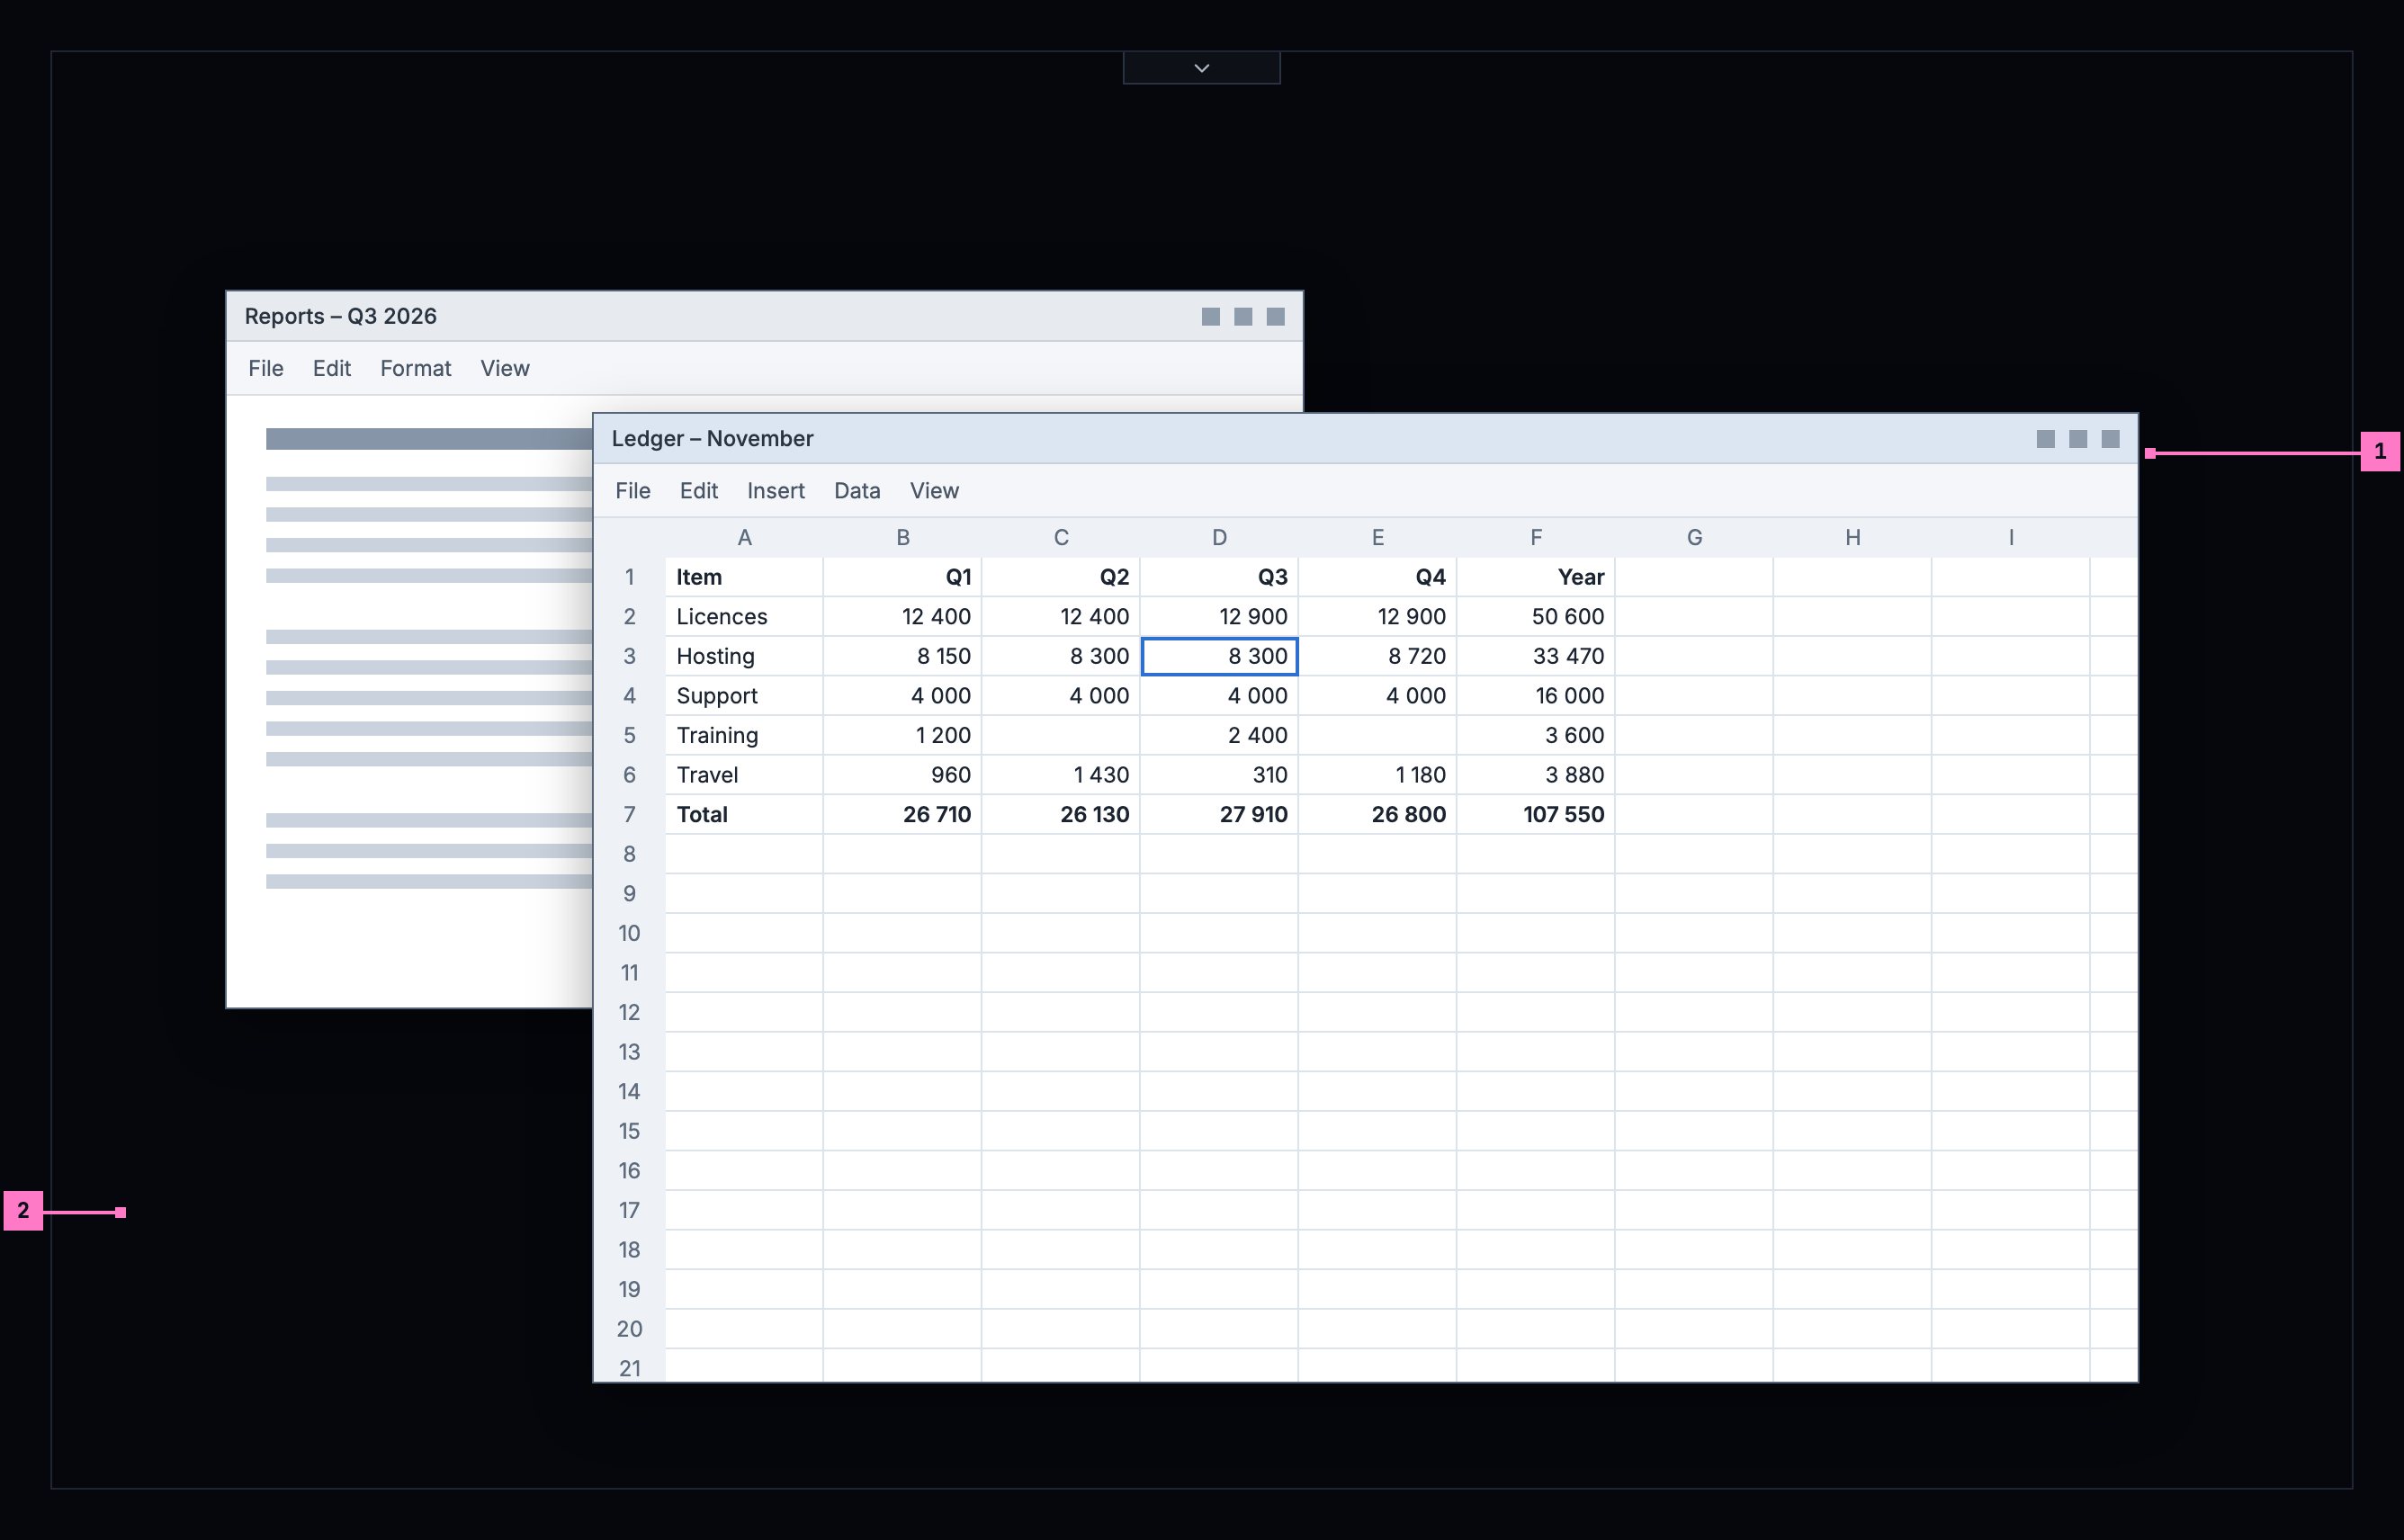 Reports – Q3 2026
File Edit Format View
Ledger – November
1
File Edit Insert Data View
A B C D E F G H I
1 Item Q1 Q2 Q3 Q4 Year
2 Licences 12 400 12 400 12 900 12 900 50 600
3 Hosting 8 150 8 300 8 300 8 720 33 470
4 Support 4 000 4 000 4 000 4 000 16 000
5 Training 1 200 2 400 3 600
6 Travel 960 1 430 310 1 180 3 880
7 Total 26 710 26 130 27 910 26 800 107 550
8
9
10
11
12
13
14
15
16
17
2
18
19
20
21